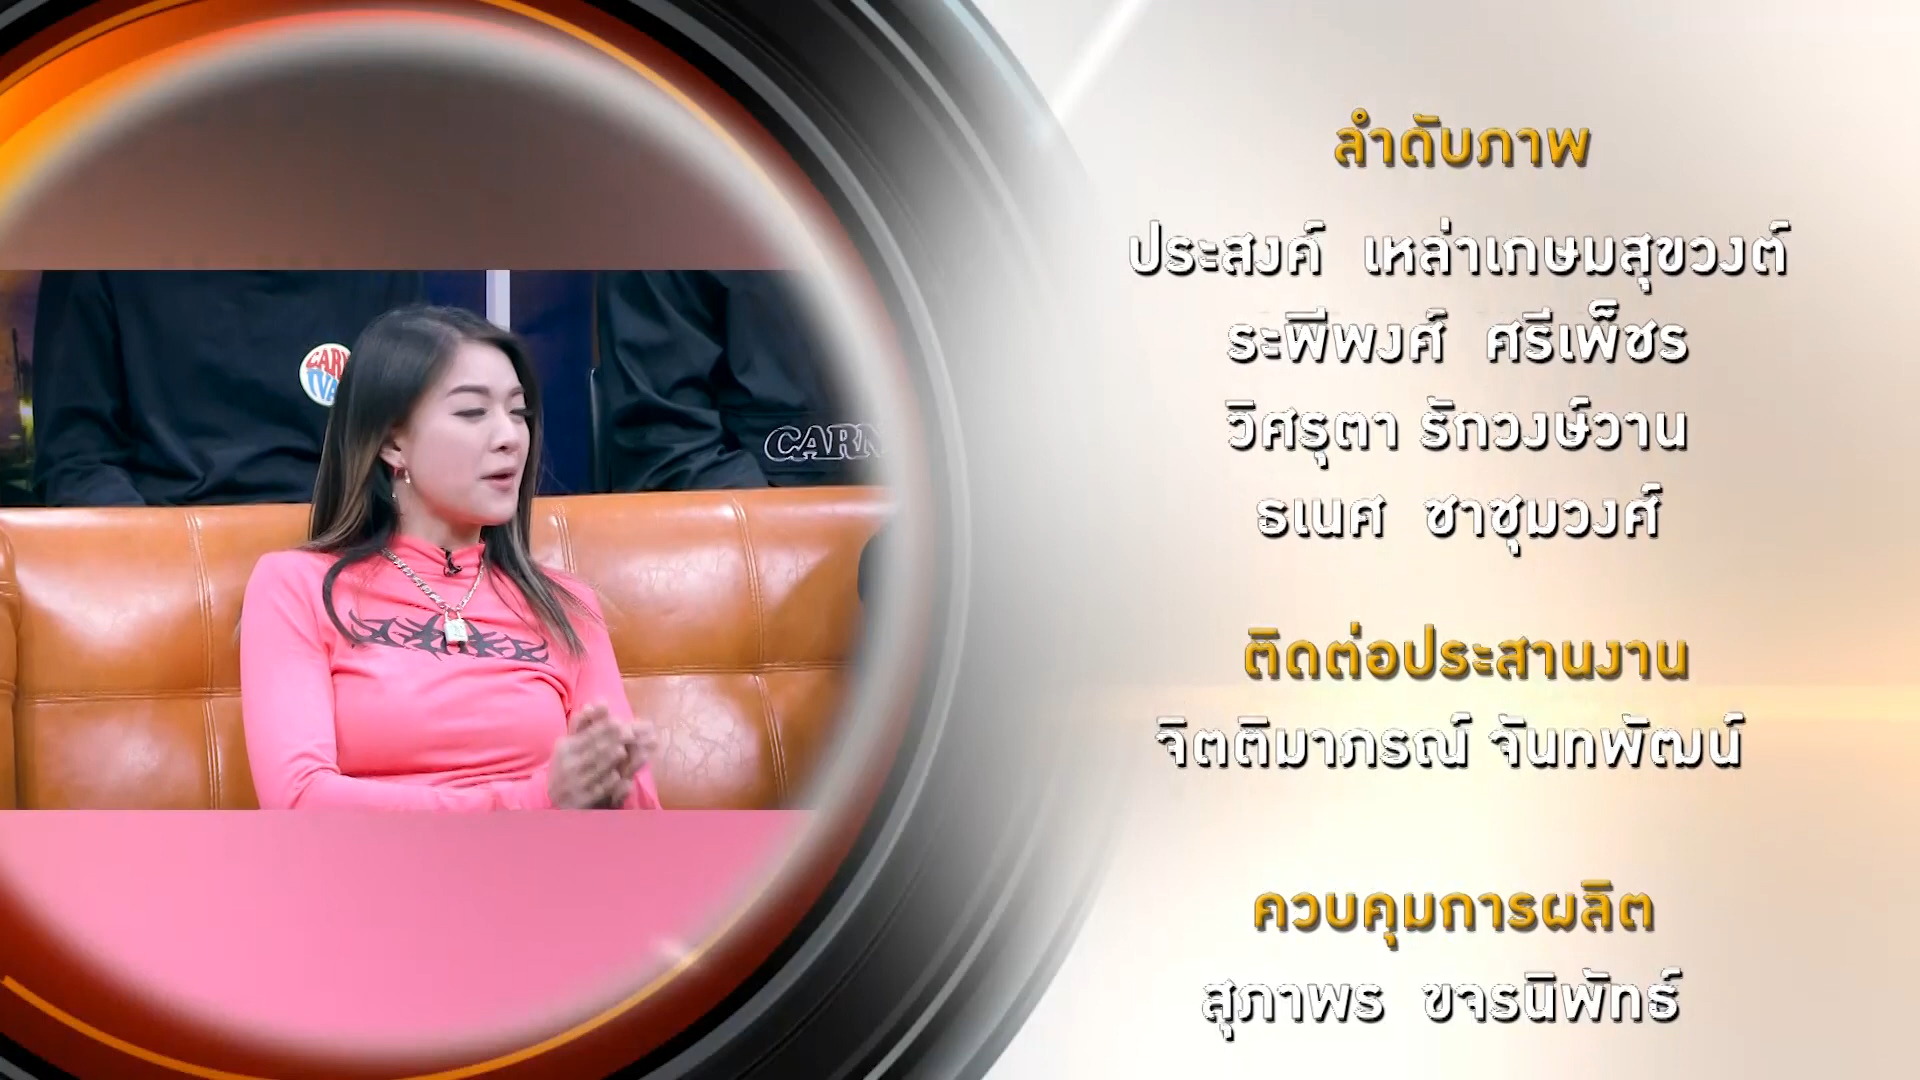 CAR
IVA
CARN
ลำดับภาพ
ประสงค์ เหล่าเกษมสุขวงต์
ระพีพงศ์ ศรีเพ็ชร
วิศรุตา รักวงษ์วาน
ธเนศ ชาชุมวงศ์
ติดต่อประสานงาน
จิตติมาภรณ์ จันทพัฒน์
ควบคุมการผลิต
สุภาพร ขจรนิพัทธ์